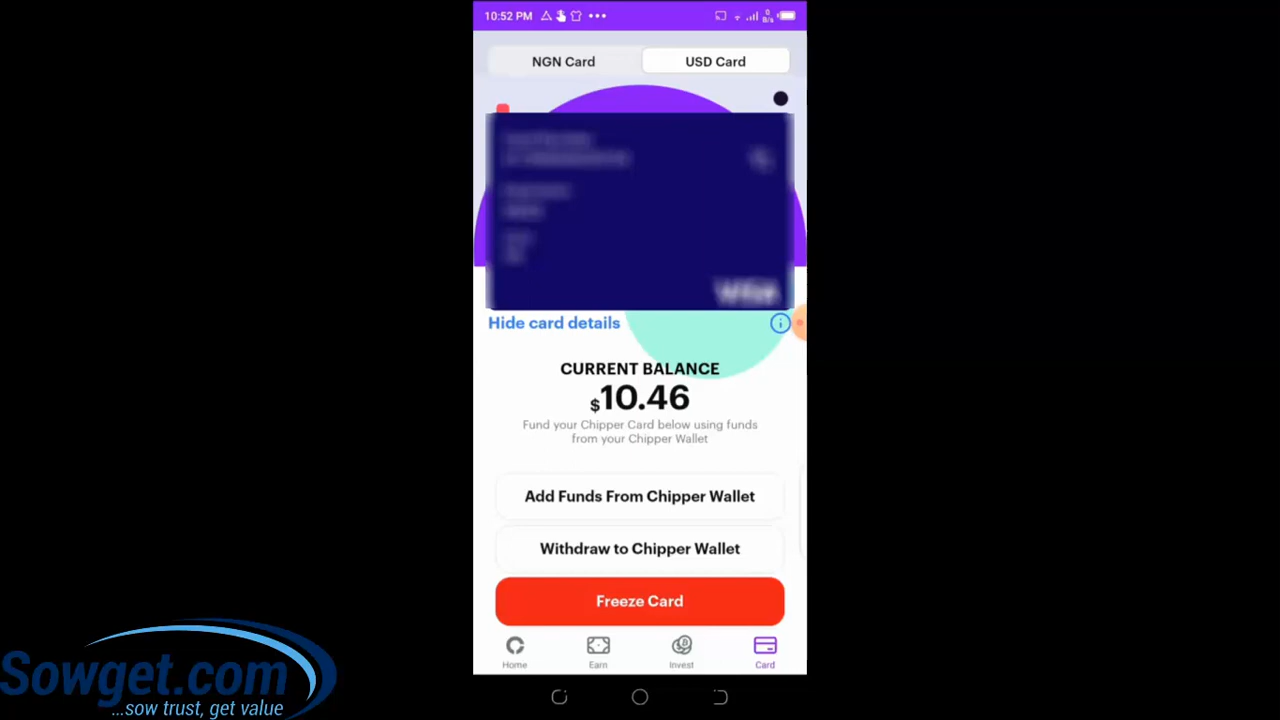 10:52 PM
0
B/s
NGN Card
USD Card
VISA
Hide card details
CURRENT BALANCE
$10.46
Fund your Chipper Card below using funds
from your Chipper Wallet
Add Funds From Chipper Wallet
Withdraw to Chipper Wallet
Freeze Card
Home
Earn
Invest
Card
Sowget.com
...sow trust, get value